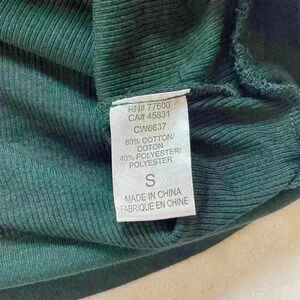 RN# 77600
CA# 45831
CW6637
60% COTTON/
COTON
40% POLYESTER/
POLYESTER
S
MADE IN CHINA
FABRIQUE EN CHINE